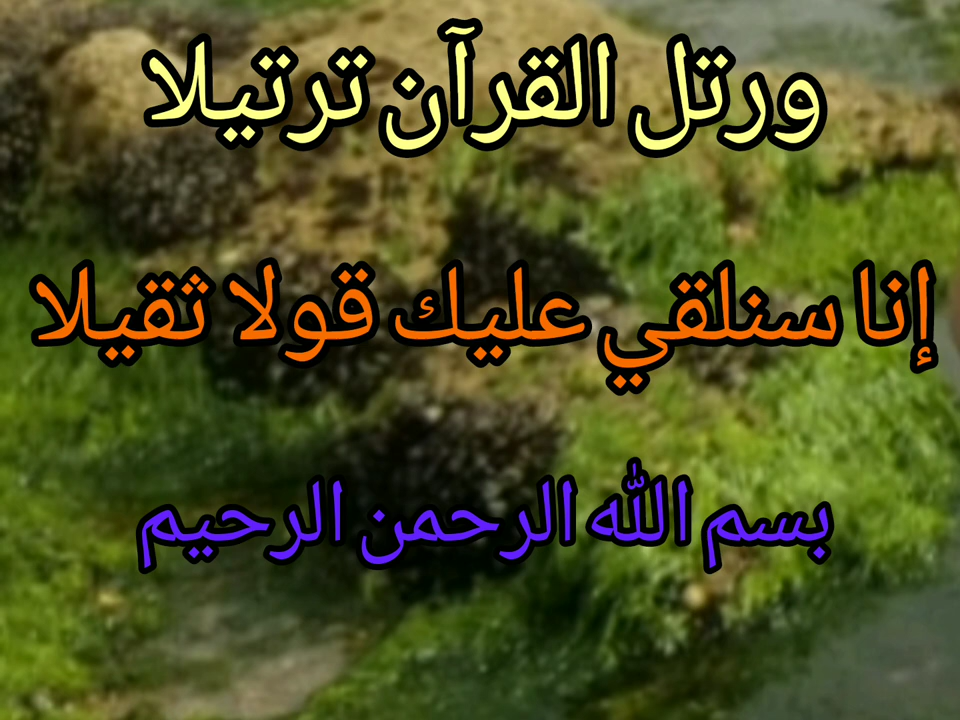 ورتل القرآن ترتيلا
إنا سنلقي عليك قولا ثقيلا
بسم الله الرحمن الرحيم